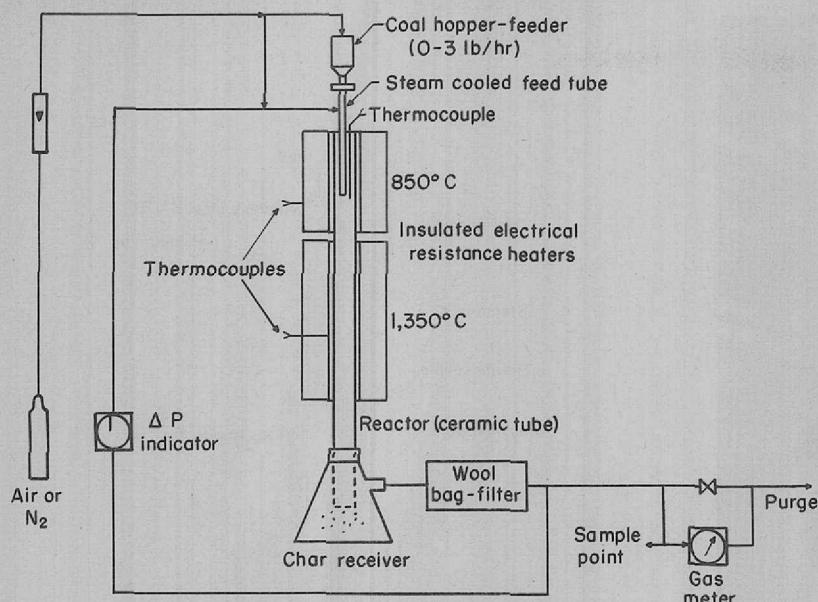 Coal hopper-feeder
(0-3 lb/hr)
Steam cooled feed tube
Thermocouple
850°C
Insulated electrical
resistance heaters
Thermocouples
1,350°C
Reactor (ceramic tube)
Δ P
indicator
Air or
N2
Wool
bag-filter
Purge
Sample
point
Char receiver
Gas
meter